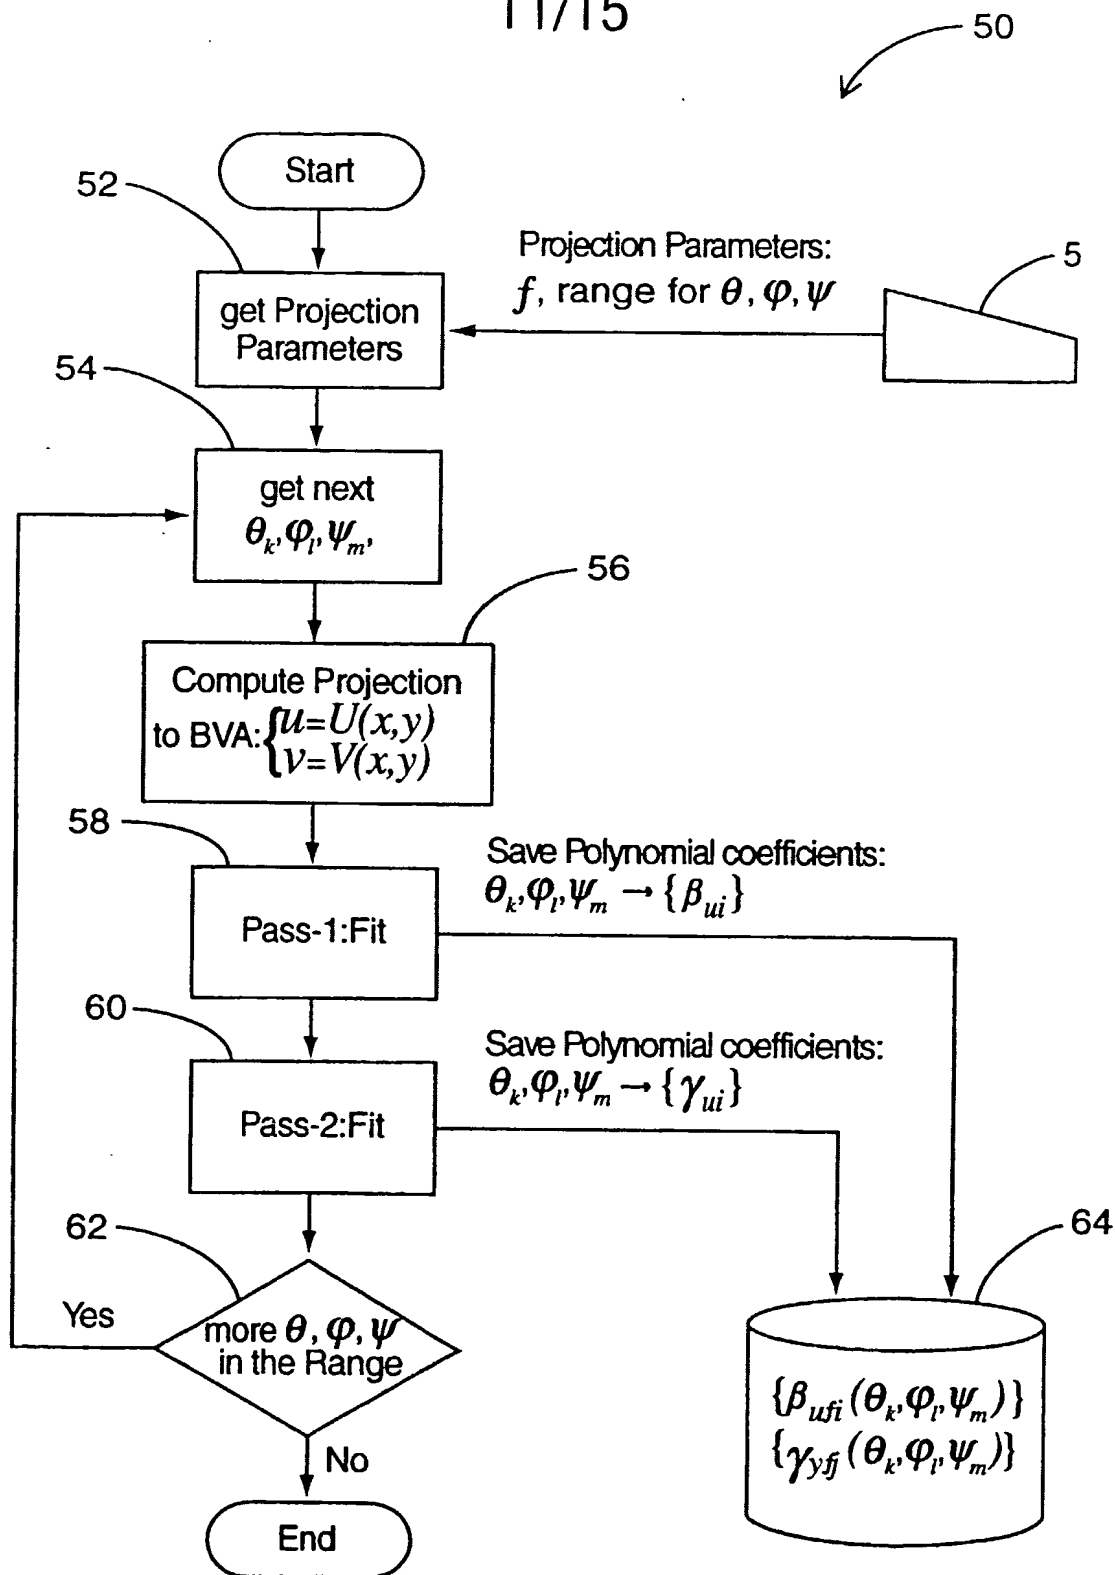 11/15
50
Start
52
Projection Parameters:
f, range for θ, φ, ψ
5
get Projection
Parameters
54
get next
θk, φl, ψm,
56
Compute Projection
to BVA: { u=U(x,y)
v=V(x,y)
58
Save Polynomial coefficients:
θk, φl, ψm → {βui}
Pass-1:Fit
60
Save Polynomial coefficients:
θk, φl, ψm → {γui}
Pass-2:Fit
62
64
Yes
more θ, φ, ψ
in the Range
{βufi (θk, φl, ψm)}
{γyfj (θk, φl, ψm)}
No
End